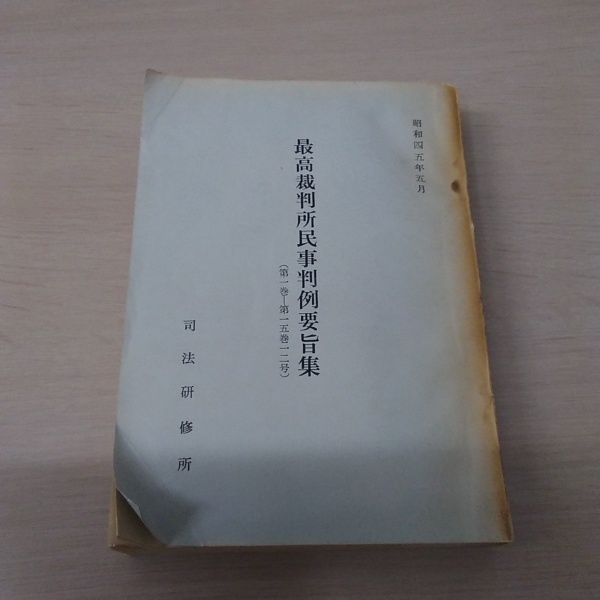 昭和四五年五月
最高裁判所民事判例要旨集
（第一巻―第一五巻一二号）
司法研修所